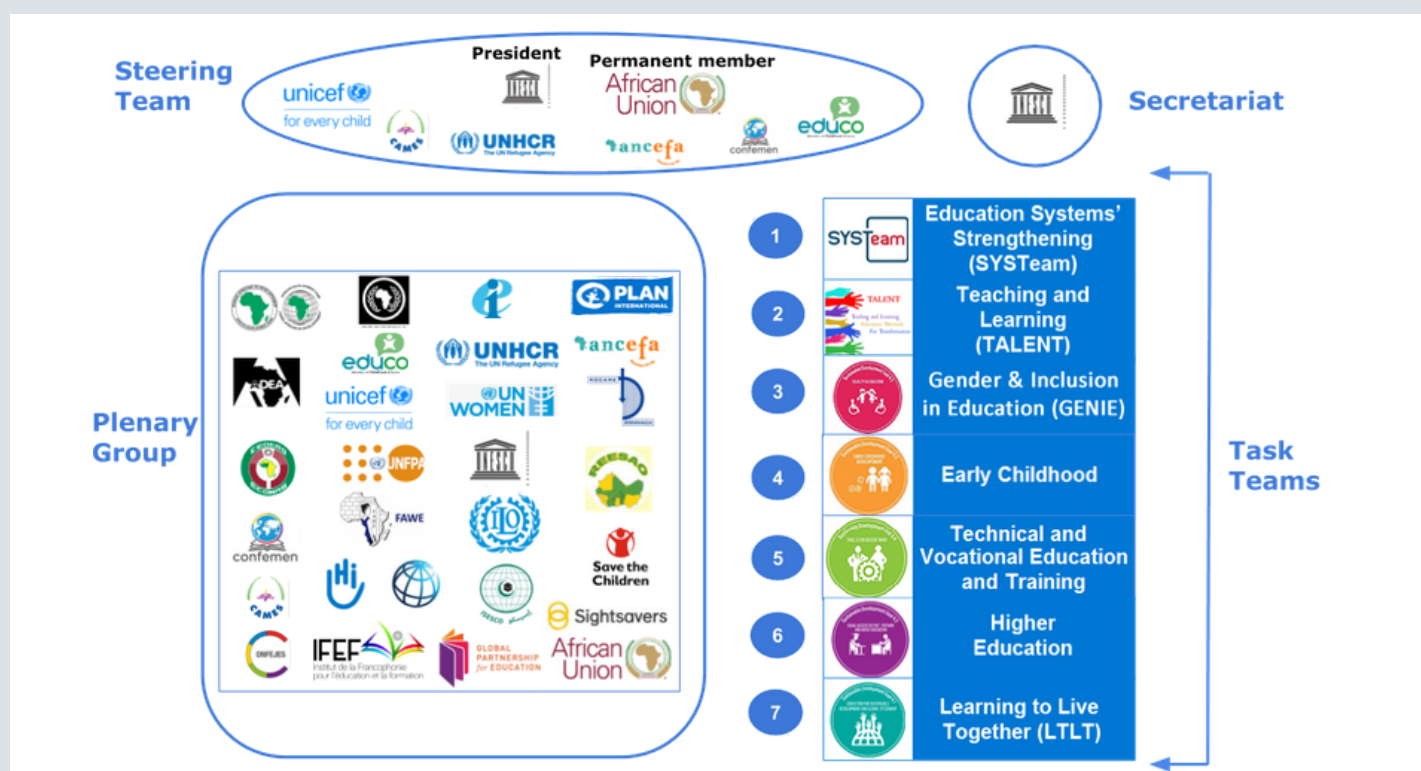 Steering
Team
President
Permanent member
unicef
for every child
CAMES
UNHCR
The UN Refugee Agency
African
Union
ancefa
confemen
educo
Secretariat
Plenary
Group
PLAN
INTERNATIONAL
educo
UNHCR
The UN Refugee Agency
ancefa
DEA
unicef
for every child
UN
WOMEN
UNFPA
REESAO
FAWE
ILO
confemen
Save the
Children
Hi
CAMES
ISESCO
Sightsavers
CONFEJES
IFEF
Institut de la Francophonie
pour l'éducation et la formation
GLOBAL
PARTNERSHIP
for EDUCATION
African
Union
1
SYSTeam
Education Systems'
Strengthening
(SYSTeam)
2
TALENT
Teaching and
Learning
(TALENT)
3
Gender & Inclusion
in Education (GENIE)
4
Early Childhood
5
Technical and
Vocational Education
and Training
6
Higher
Education
7
Learning to Live
Together (LTLT)
Task
Teams